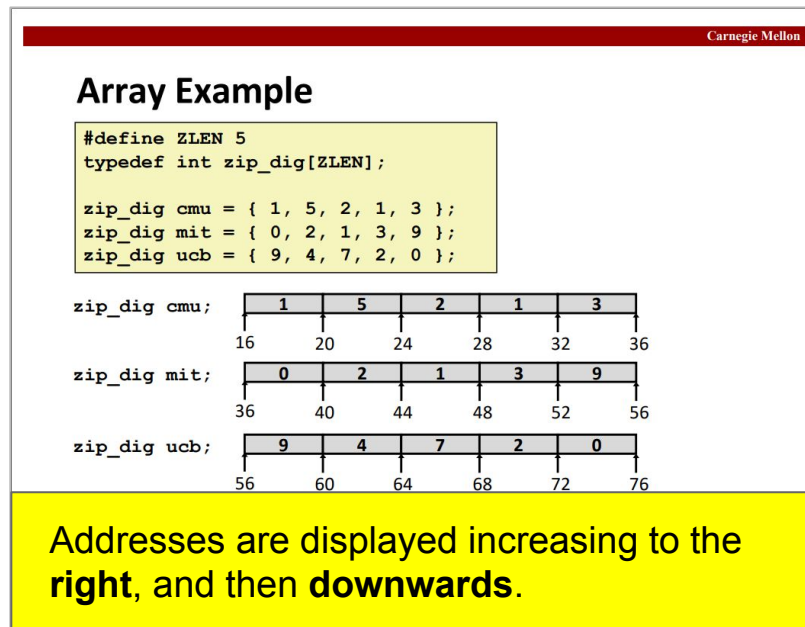 Carnegie Mellon
Array Example
#define ZLEN 5
typedef int zip_dig[ZLEN];
zip_dig cmu = { 1, 5, 2, 1, 3 };
zip_dig mit = { 0, 2, 1, 3, 9 };
zip_dig ucb = { 9, 4, 7, 2, 0 };
zip_dig cmu; 1 5 2 1 3
16 20 24 28 32 36
zip_dig mit; 0 2 1 3 9
36 40 44 48 52 56
zip_dig ucb; 9 4 7 2 0
56 60 64 68 72 76
Addresses are displayed increasing to the
right, and then downwards.